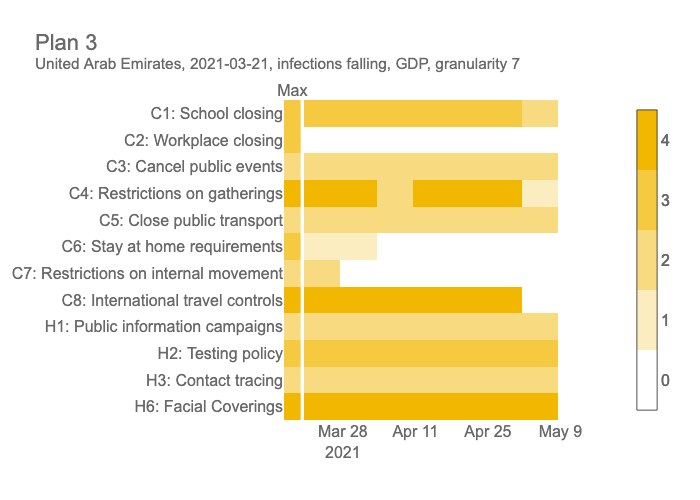 Plan 3
United Arab Emirates, 2021-03-21, infections falling, GDP, granularity 7
Max
C1: School closing
C2: Workplace closing
C3: Cancel public events
C4: Restrictions on gatherings
C5: Close public transport
C6: Stay at home requirements
C7: Restrictions on internal movement
C8: International travel controls
H1: Public information campaigns
H2: Testing policy
H3: Contact tracing
H6: Facial Coverings
Mar 28 Apr 11 Apr 25 May 9
2021
4
3
2
1
0